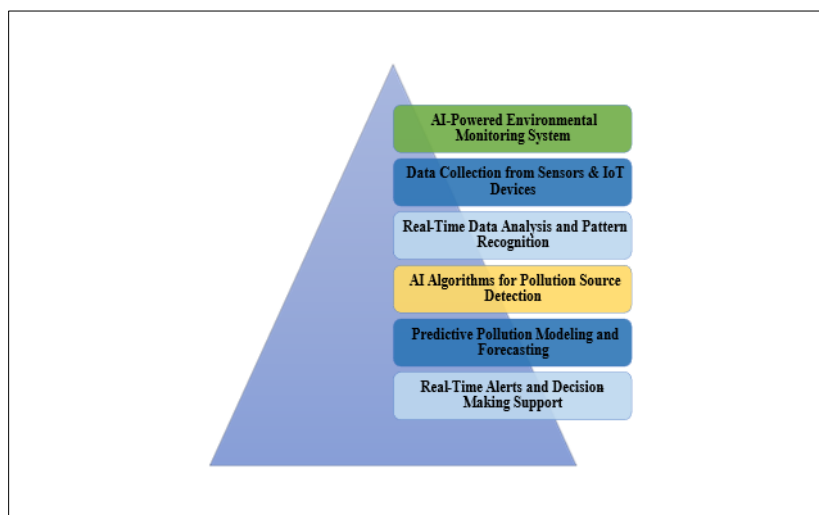 AI-Powered Environmental
Monitoring System
Data Collection from Sensors & IoT
Devices
Real-Time Data Analysis and Pattern
Recognition
AI Algorithms for Pollution Source
Detection
Predictive Pollution Modeling and
Forecasting
Real-Time Alerts and Decision
Making Support